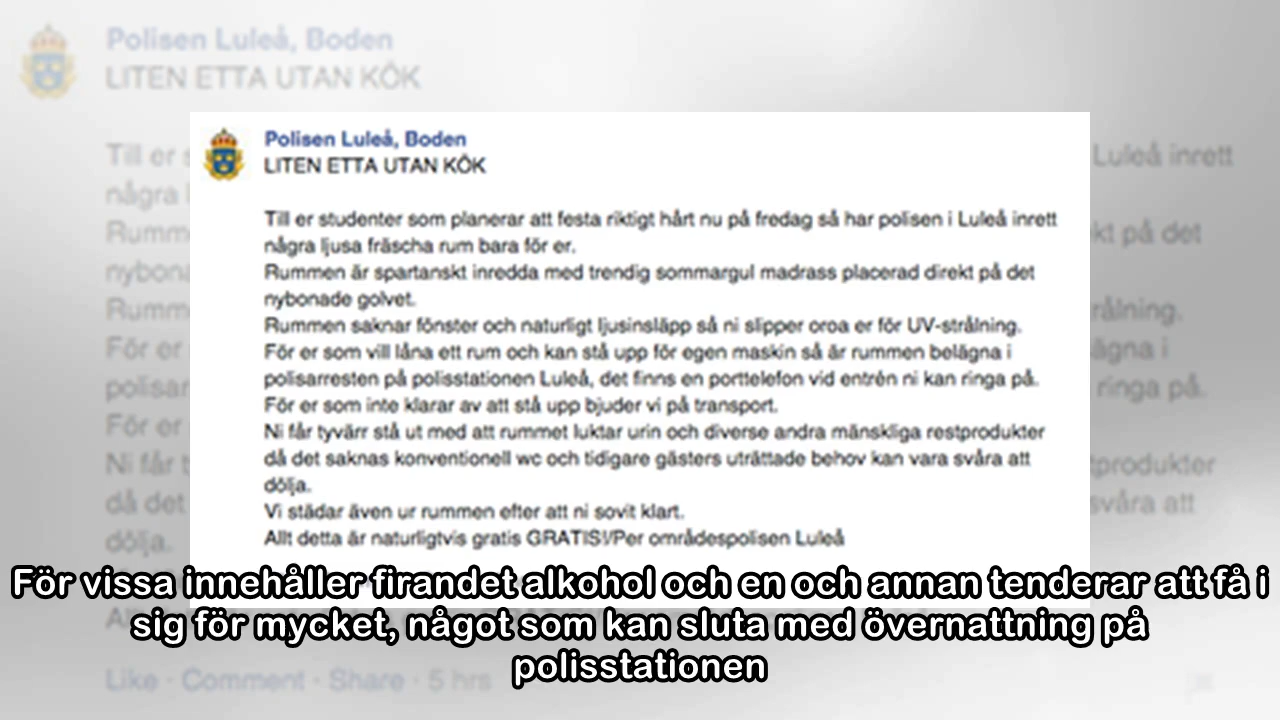 Polisen Luleå, Boden
LITEN ETTA UTAN KÖK
Till er studenter som planerar att festa riktigt hårt nu på fredag så har polisen i Luleå inrett
några ljusa fräscha rum bara för er.
Rummen är spartanskt inredda med trendig sommargul madrass placerad direkt på det
nybonade golvet.
Rummen saknar fönster och naturligt ljusinsläpp så ni slipper oroa er för UV-strålning.
För er som vill låna ett rum och kan stå upp för egen maskin så är rummen belägna i
polisarresten på polisstationen Luleå, det finns en porttelefon vid entrén ni kan ringa på.
För er som inte klarar av att stå upp bjuder vi på transport.
Ni får tyvärr stå ut med att rummet luktar urin och diverse andra mänskliga restprodukter
då det saknas konventionell wc och tidigare gästers uträttade behov kan vara svåra att
dölja.
Vi städar även ur rummen efter att ni sovit klart.
Allt detta är naturligtvis gratis GRATIS!/Per områdespolisen Luleå
För vissa innehåller firandet alkohol och en och annan tenderar att få i
sig för mycket, något som kan sluta med övernattning på
polisstationen
Like · Comment · Share · 5 hrs